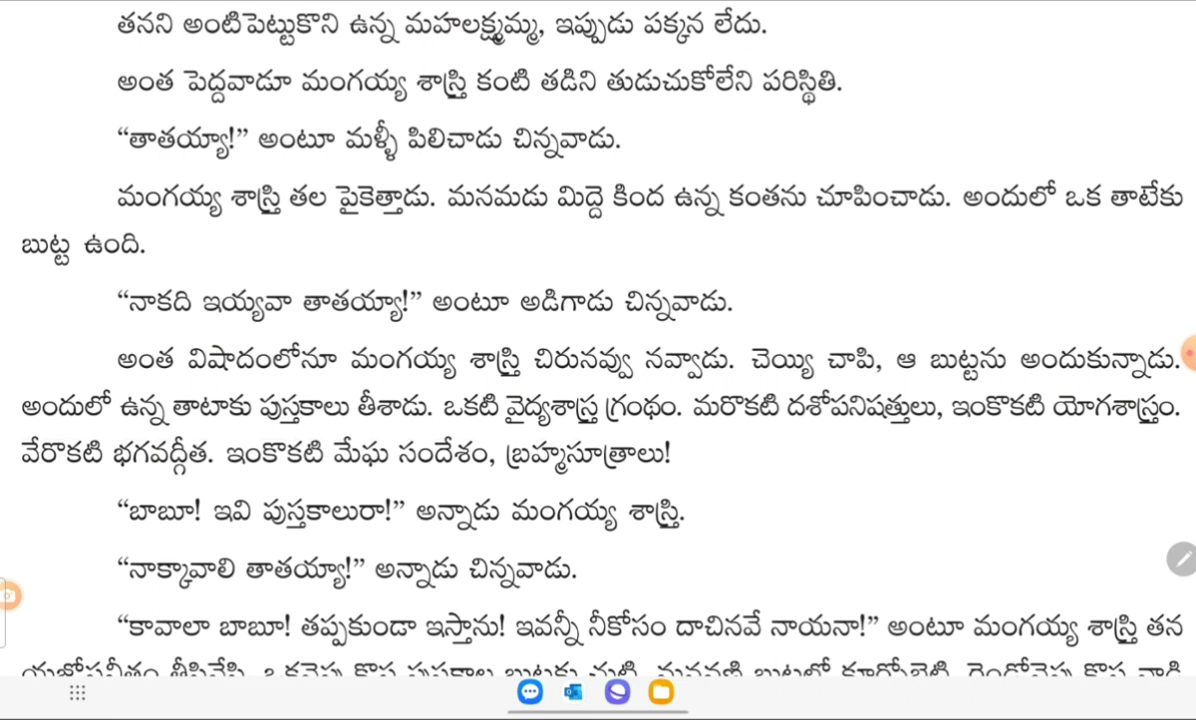 తనని అంటిపెట్టుకొని ఉన్న మహలక్ష్మమ్మ, ఇప్పుడు పక్కన లేదు.
అంత పెద్దవాడూ మంగయ్య శాస్త్రి కంటి తడిని తుడుచుకోలేని పరిస్థితి.
“తాతయ్యా!” అంటూ మళ్ళీ పిలిచాడు చిన్నవాడు.
మంగయ్య శాస్త్రి తల పైకెత్తాడు. మనమడు మిద్దె కింద ఉన్న కంతను చూపించాడు. అందులో ఒక తాటేకు
బుట్ట ఉంది.
“నాకది ఇయ్యవా తాతయ్యా!” అంటూ అడిగాడు చిన్నవాడు.
అంత విషాదంలోనూ మంగయ్య శాస్త్రి చిరునవ్వు నవ్వాడు. చెయ్యి చాపి, ఆ బుట్టను అందుకున్నాడు.
అందులో ఉన్న తాటాకు పుస్తకాలు తీశాడు. ఒకటి వైద్యశాస్త్ర గ్రంథం. మరొకటి దశోపనిషత్తులు, ఇంకొకటి యోగశాస్త్రం.
వేరొకటి భగవద్గీత. ఇంకొకటి మేఘ సందేశం, బ్రహ్మసూత్రాలు!
“బాబూ! ఇవి పుస్తకాలురా!” అన్నాడు మంగయ్య శాస్త్రి.
“నాక్కావాలి తాతయ్యా!” అన్నాడు చిన్నవాడు.
“కావాలా బాబూ! తప్పకుండా ఇస్తాను! ఇవన్నీ నీకోసం దాచినవే నాయనా!” అంటూ మంగయ్య శాస్త్రి తన